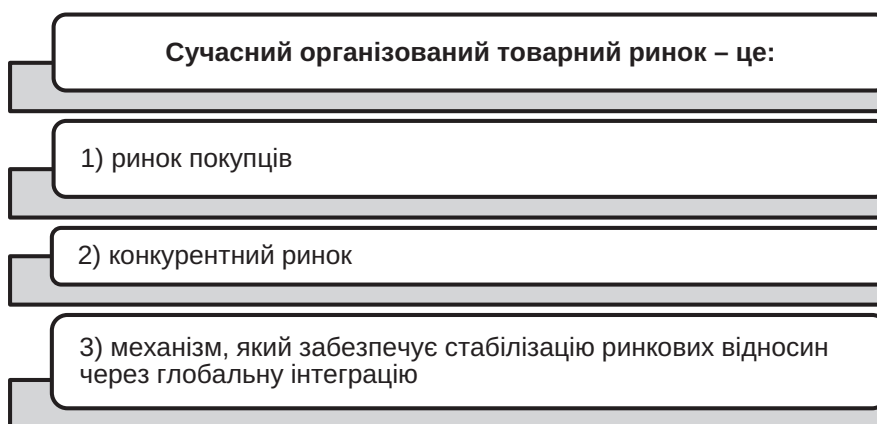 Сучасний організований товарний ринок – це:
1) ринок покупців
2) конкурентний ринок
3) механізм, який забезпечує стабілізацію ринкових відносин
через глобальну інтеграцію